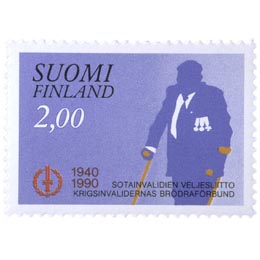 SUOMI
FINLAND
2,00
1940
1990
SOTAINVALIDIEN VELJESLIITTO
KRIGSINVALIDERNAS BRÖDRAFÖRBUND